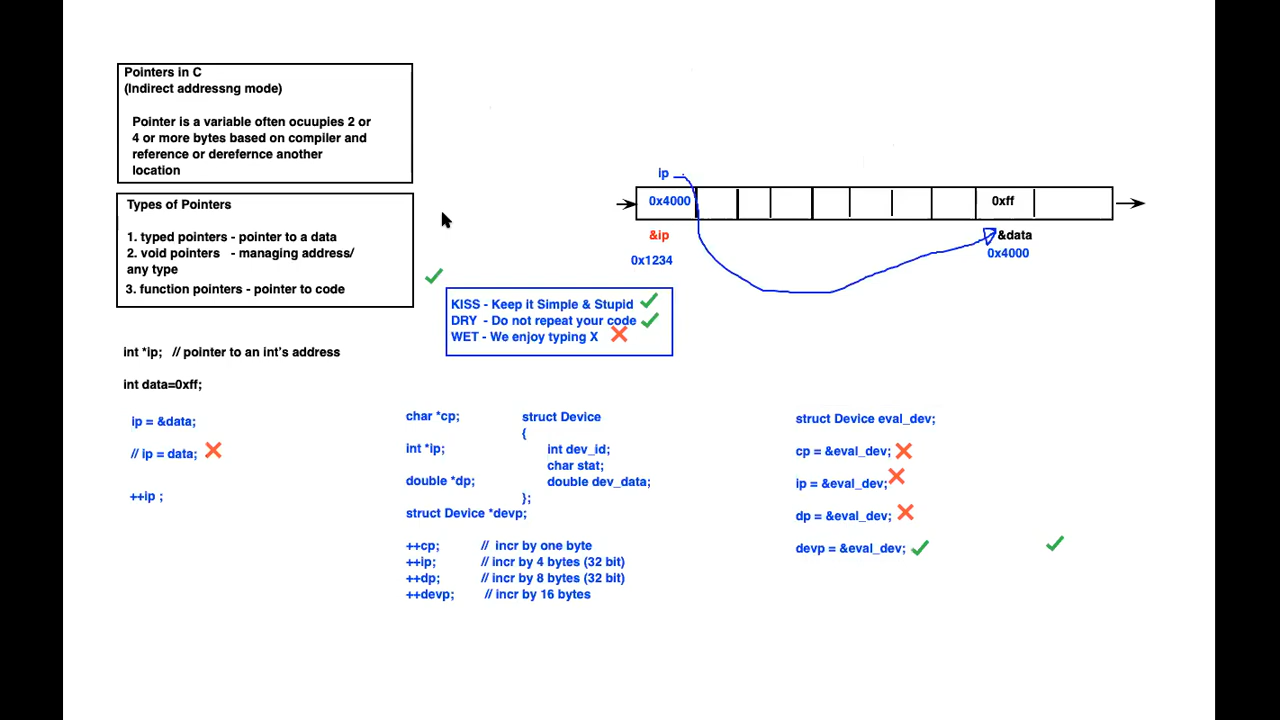 Pointers in C
(Indirect addressng mode)
Pointer is a variable often ocuupies 2 or
4 or more bytes based on compiler and
reference or derefernce another
location
Types of Pointers
1. typed pointers - pointer to a data
2. void pointers - managing address/
any type
3. function pointers - pointer to code
ip
0x4000
0xff
&ip
&data
0x1234
0x4000
KISS - Keep it Simple & Stupid
DRY - Do not repeat your code
WET - We enjoy typing X
int *ip; // pointer to an int's address
int data=0xff;
ip = &data;
// ip = data;
++ip ;
char *cp;
int *ip;
double *dp;
struct Device *devp;
struct Device
{
int dev_id;
char stat;
double dev_data;
};
++cp; // incr by one byte
++ip; // incr by 4 bytes (32 bit)
++dp; // incr by 8 bytes (32 bit)
++devp; // incr by 16 bytes
struct Device eval_dev;
cp = &eval_dev;
ip = &eval_dev;
dp = &eval_dev;
devp = &eval_dev;